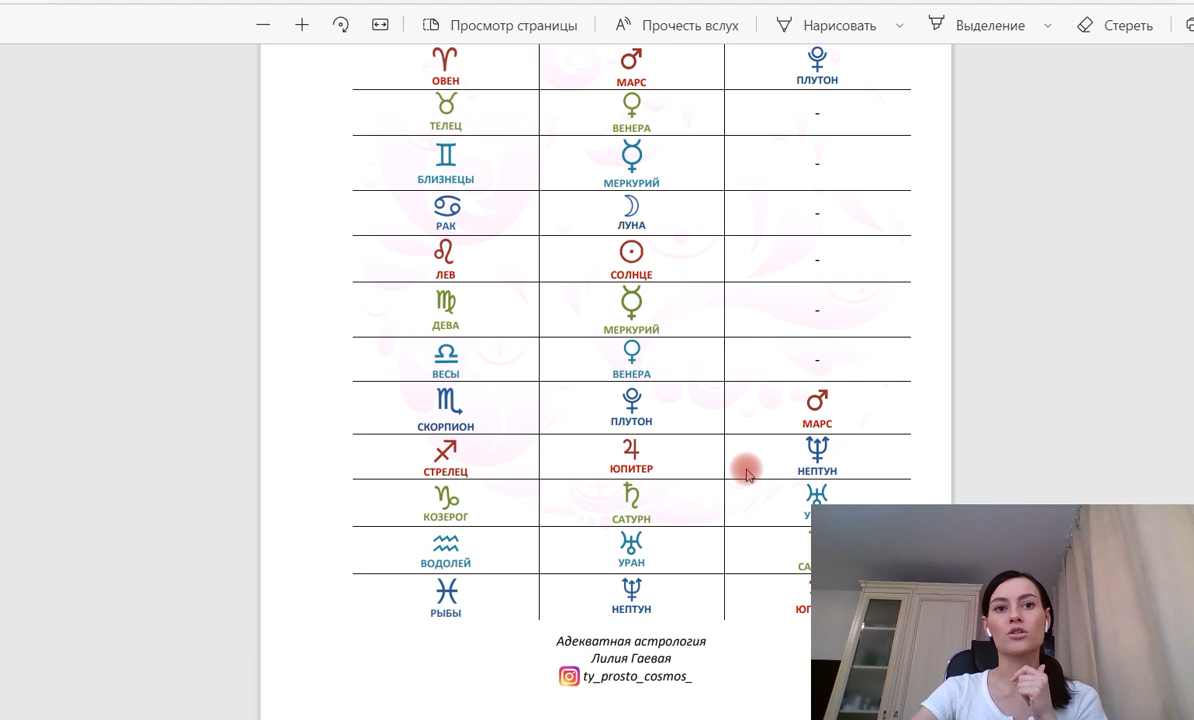 Просмотр страницы Прочесть вслух Нарисовать Выделение Стереть
ОВЕН МАРС ПЛУТОН
ТЕЛЕЦ ВЕНЕРА -
БЛИЗНЕЦЫ МЕРКУРИЙ -
РАК ЛУНА -
ЛЕВ СОЛНЦЕ -
ДЕВА МЕРКУРИЙ -
ВЕСЫ ВЕНЕРА -
СКОРПИОН ПЛУТОН МАРС
СТРЕЛЕЦ ЮПИТЕР НЕПТУН
КОЗЕРОГ САТУРН
ВОДОЛЕЙ УРАН
РЫБЫ НЕПТУН
Адекватная астрология
Лилия Гаевая
ty_prosto_cosmos_